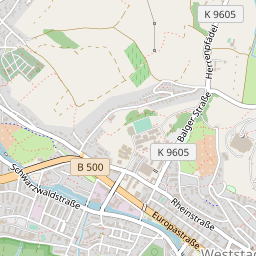 K 9605
Herrenpfädel
Balger Straße
K 9605
B 500
Schwarzwaldstraße
Rheinstraße
Europastraße
Weststad